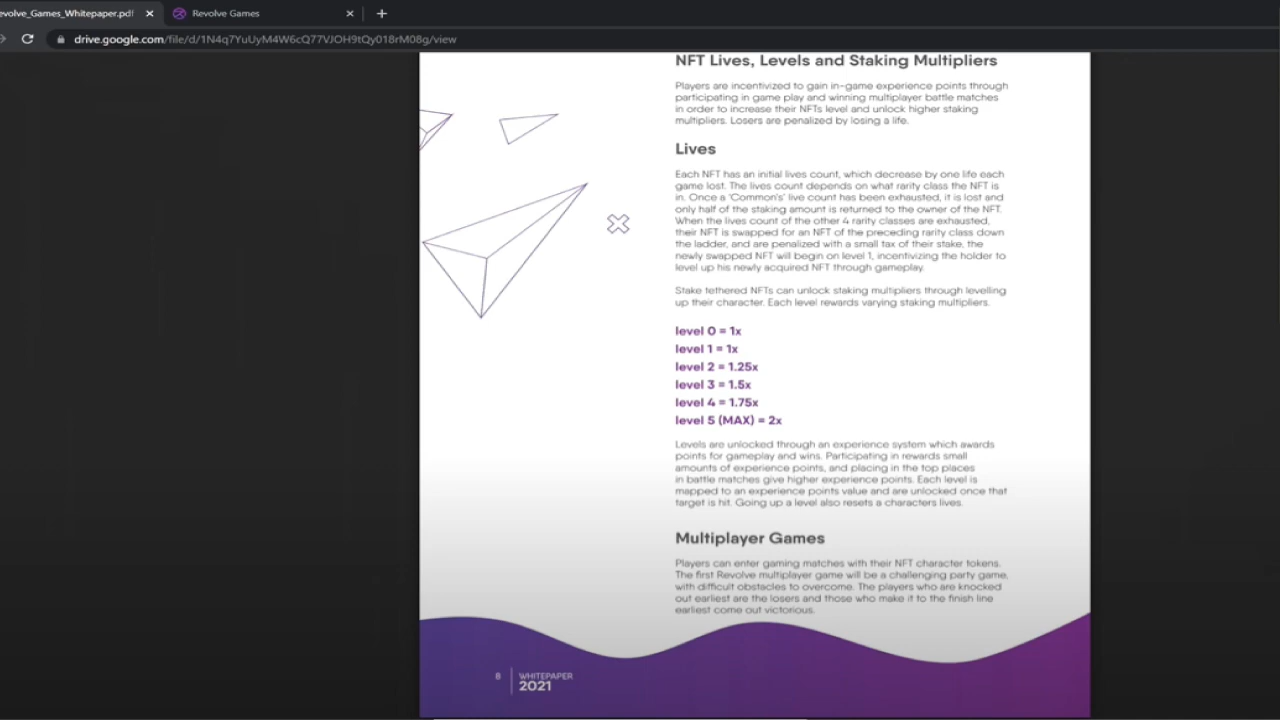 evolve_Games_Whitepaper.pdf
Revolve Games
drive.google.com/file/d/1N4q7YuUyM4W6cQ77VJOH9tQy018rM08g/view
NFT Lives, Levels and Staking Multipliers
Players are incentivized to gain in-game experience points through
participating in game play and winning multiplayer battle matches
in order to increase their NFTs level and unlock higher staking
multipliers. Losers are penalized by losing a life.
Lives
Each NFT has an initial lives count, which decrease by one life each
game lost. The lives count depends on what rarity class the NFT is
in. Once a 'Common's' live count has been exhausted, it is lost and
only half of the staking amount is returned to the owner of the NFT.
When the lives count of the other 4 rarity classes are exhausted,
their NFT is swapped for an NFT of the preceding rarity class down
the ladder, and are penalized with a small tax of their stake, the
newly swapped NFT will begin on level 1, incentivizing the holder to
level up his newly acquired NFT through gameplay.
Stake tethered NFTs can unlock staking multipliers through levelling
up their character. Each level rewards varying staking multipliers.
level 0 = 1x
level 1 = 1x
level 2 = 1.25x
level 3 = 1.5x
level 4 = 1.75x
level 5 (MAX) = 2x
Levels are unlocked through an experience system which awards
points for gameplay and wins. Participating in rewards small
amounts of experience points, and placing in the top places
in battle matches give higher experience points. Each level is
mapped to an experience points value and are unlocked once that
target is hit. Going up a level also resets a characters lives.
Multiplayer Games
Players can enter gaming matches with their NFT character tokens.
The first Revolve multiplayer game will be a challenging party game,
with difficult obstacles to overcome. The players who are knocked
out earliest are the losers and those who make it to the finish line
earliest come out victorious.
8
WHITEPAPER
2021